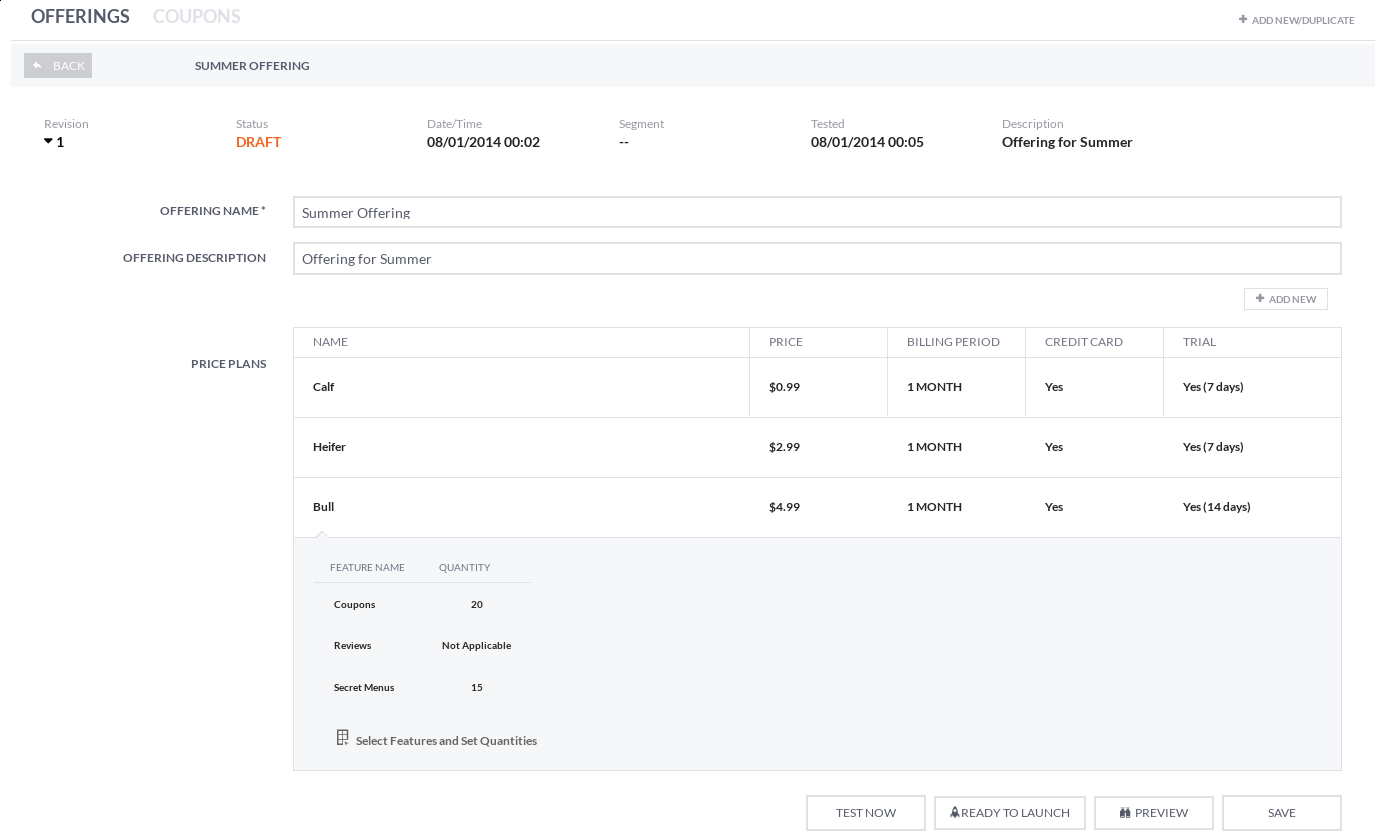 OFFERINGS COUPONS
ADD NEW/DUPLICATE
BACK SUMMER OFFERING
Revision Status Date/Time Segment Tested Description
1 DRAFT 08/01/2014 00:02 -- 08/01/2014 00:05 Offering for Summer
OFFERING NAME * Summer Offering
OFFERING DESCRIPTION Offering for Summer
ADD NEW
NAME PRICE BILLING PERIOD CREDIT CARD TRIAL
PRICE PLANS
Calf $0.99 1 MONTH Yes Yes (7 days)
Heifer $2.99 1 MONTH Yes Yes (7 days)
Bull $4.99 1 MONTH Yes Yes (14 days)
FEATURE NAME QUANTITY
Coupons 20
Reviews Not Applicable
Secret Menus 15
Select Features and Set Quantities
TEST NOW READY TO LAUNCH PREVIEW SAVE